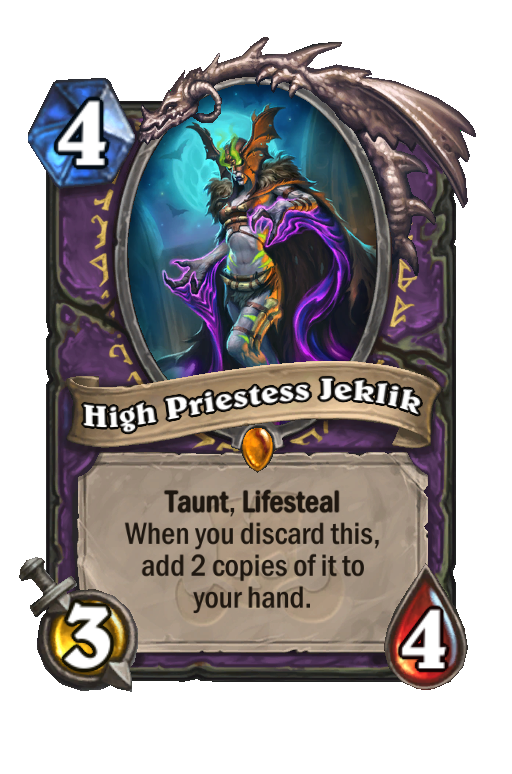 4
High Priestess Jeklik
Taunt, Lifesteal
When you discard this,
add 2 copies of it to
your hand.
3
4